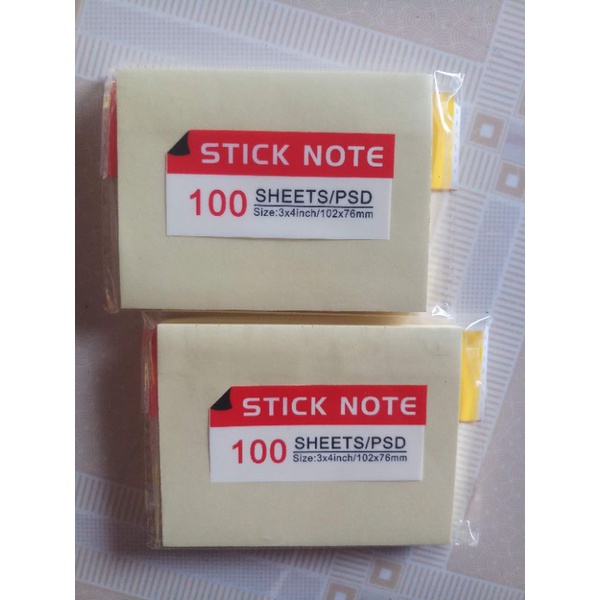 STICK NOTE
100 SHEETS/PSD
Size:3x4inch/102x76mm
STICK NOTE
100 SHEETS/PSD
Size:3x4inch/102x76mm